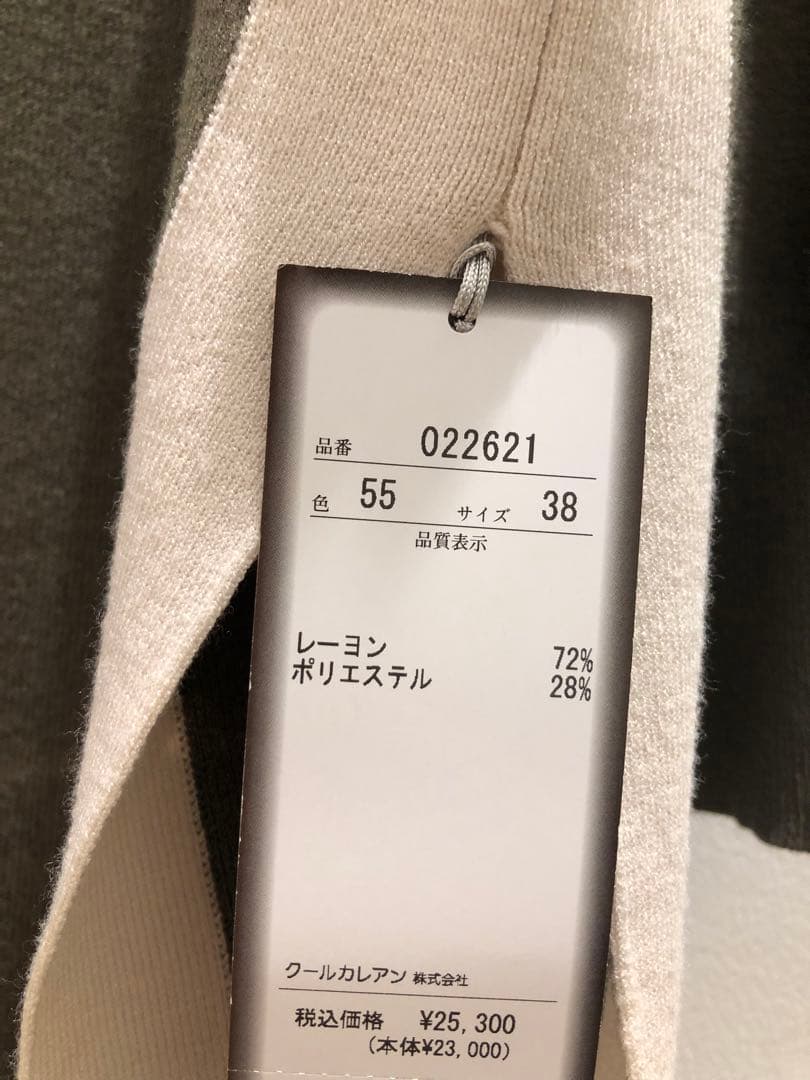 品番 022621
色 55 サイズ 38
品質表示
レーヨン 72%
ポリエステル 28%
クールカレアン 株式会社
税込価格 ¥25,300
(本体¥23,000)